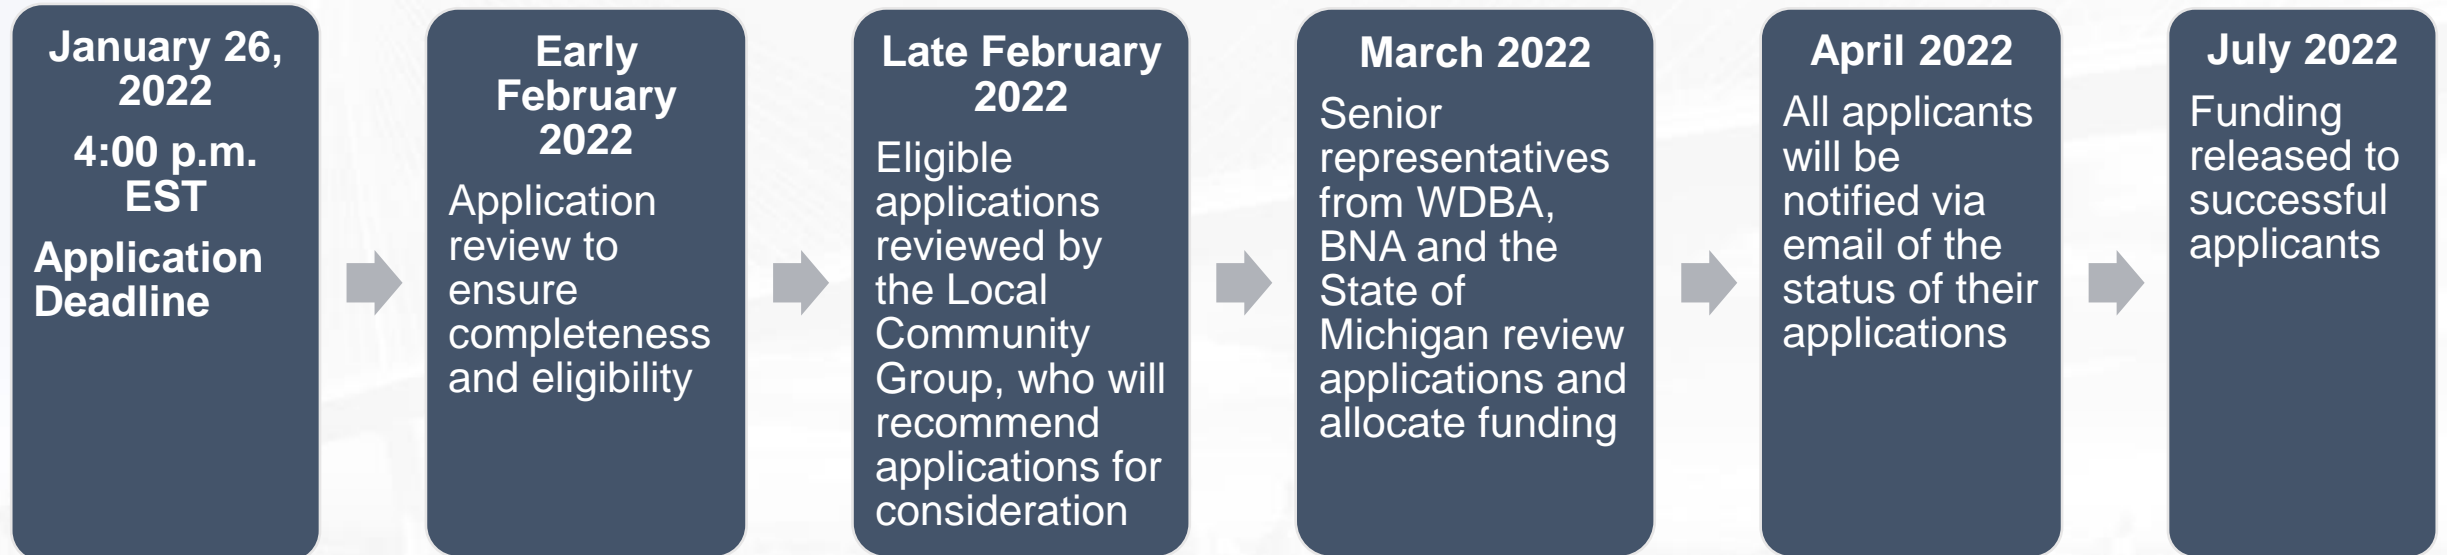 January 26,
2022
4:00 p.m.
EST
Application
Deadline
Early
February
2022
Application
review to
ensure
completeness
and eligibility
Late February
2022
Eligible
applications
reviewed by
the Local
Community
Group, who will
recommend
applications for
consideration
March 2022
Senior
representatives
from WDBA,
BNA and the
State of
Michigan review
applications and
allocate funding
April 2022
All applicants
will be
notified via
email of the
status of their
applications
July 2022
Funding
released to
successful
applicants